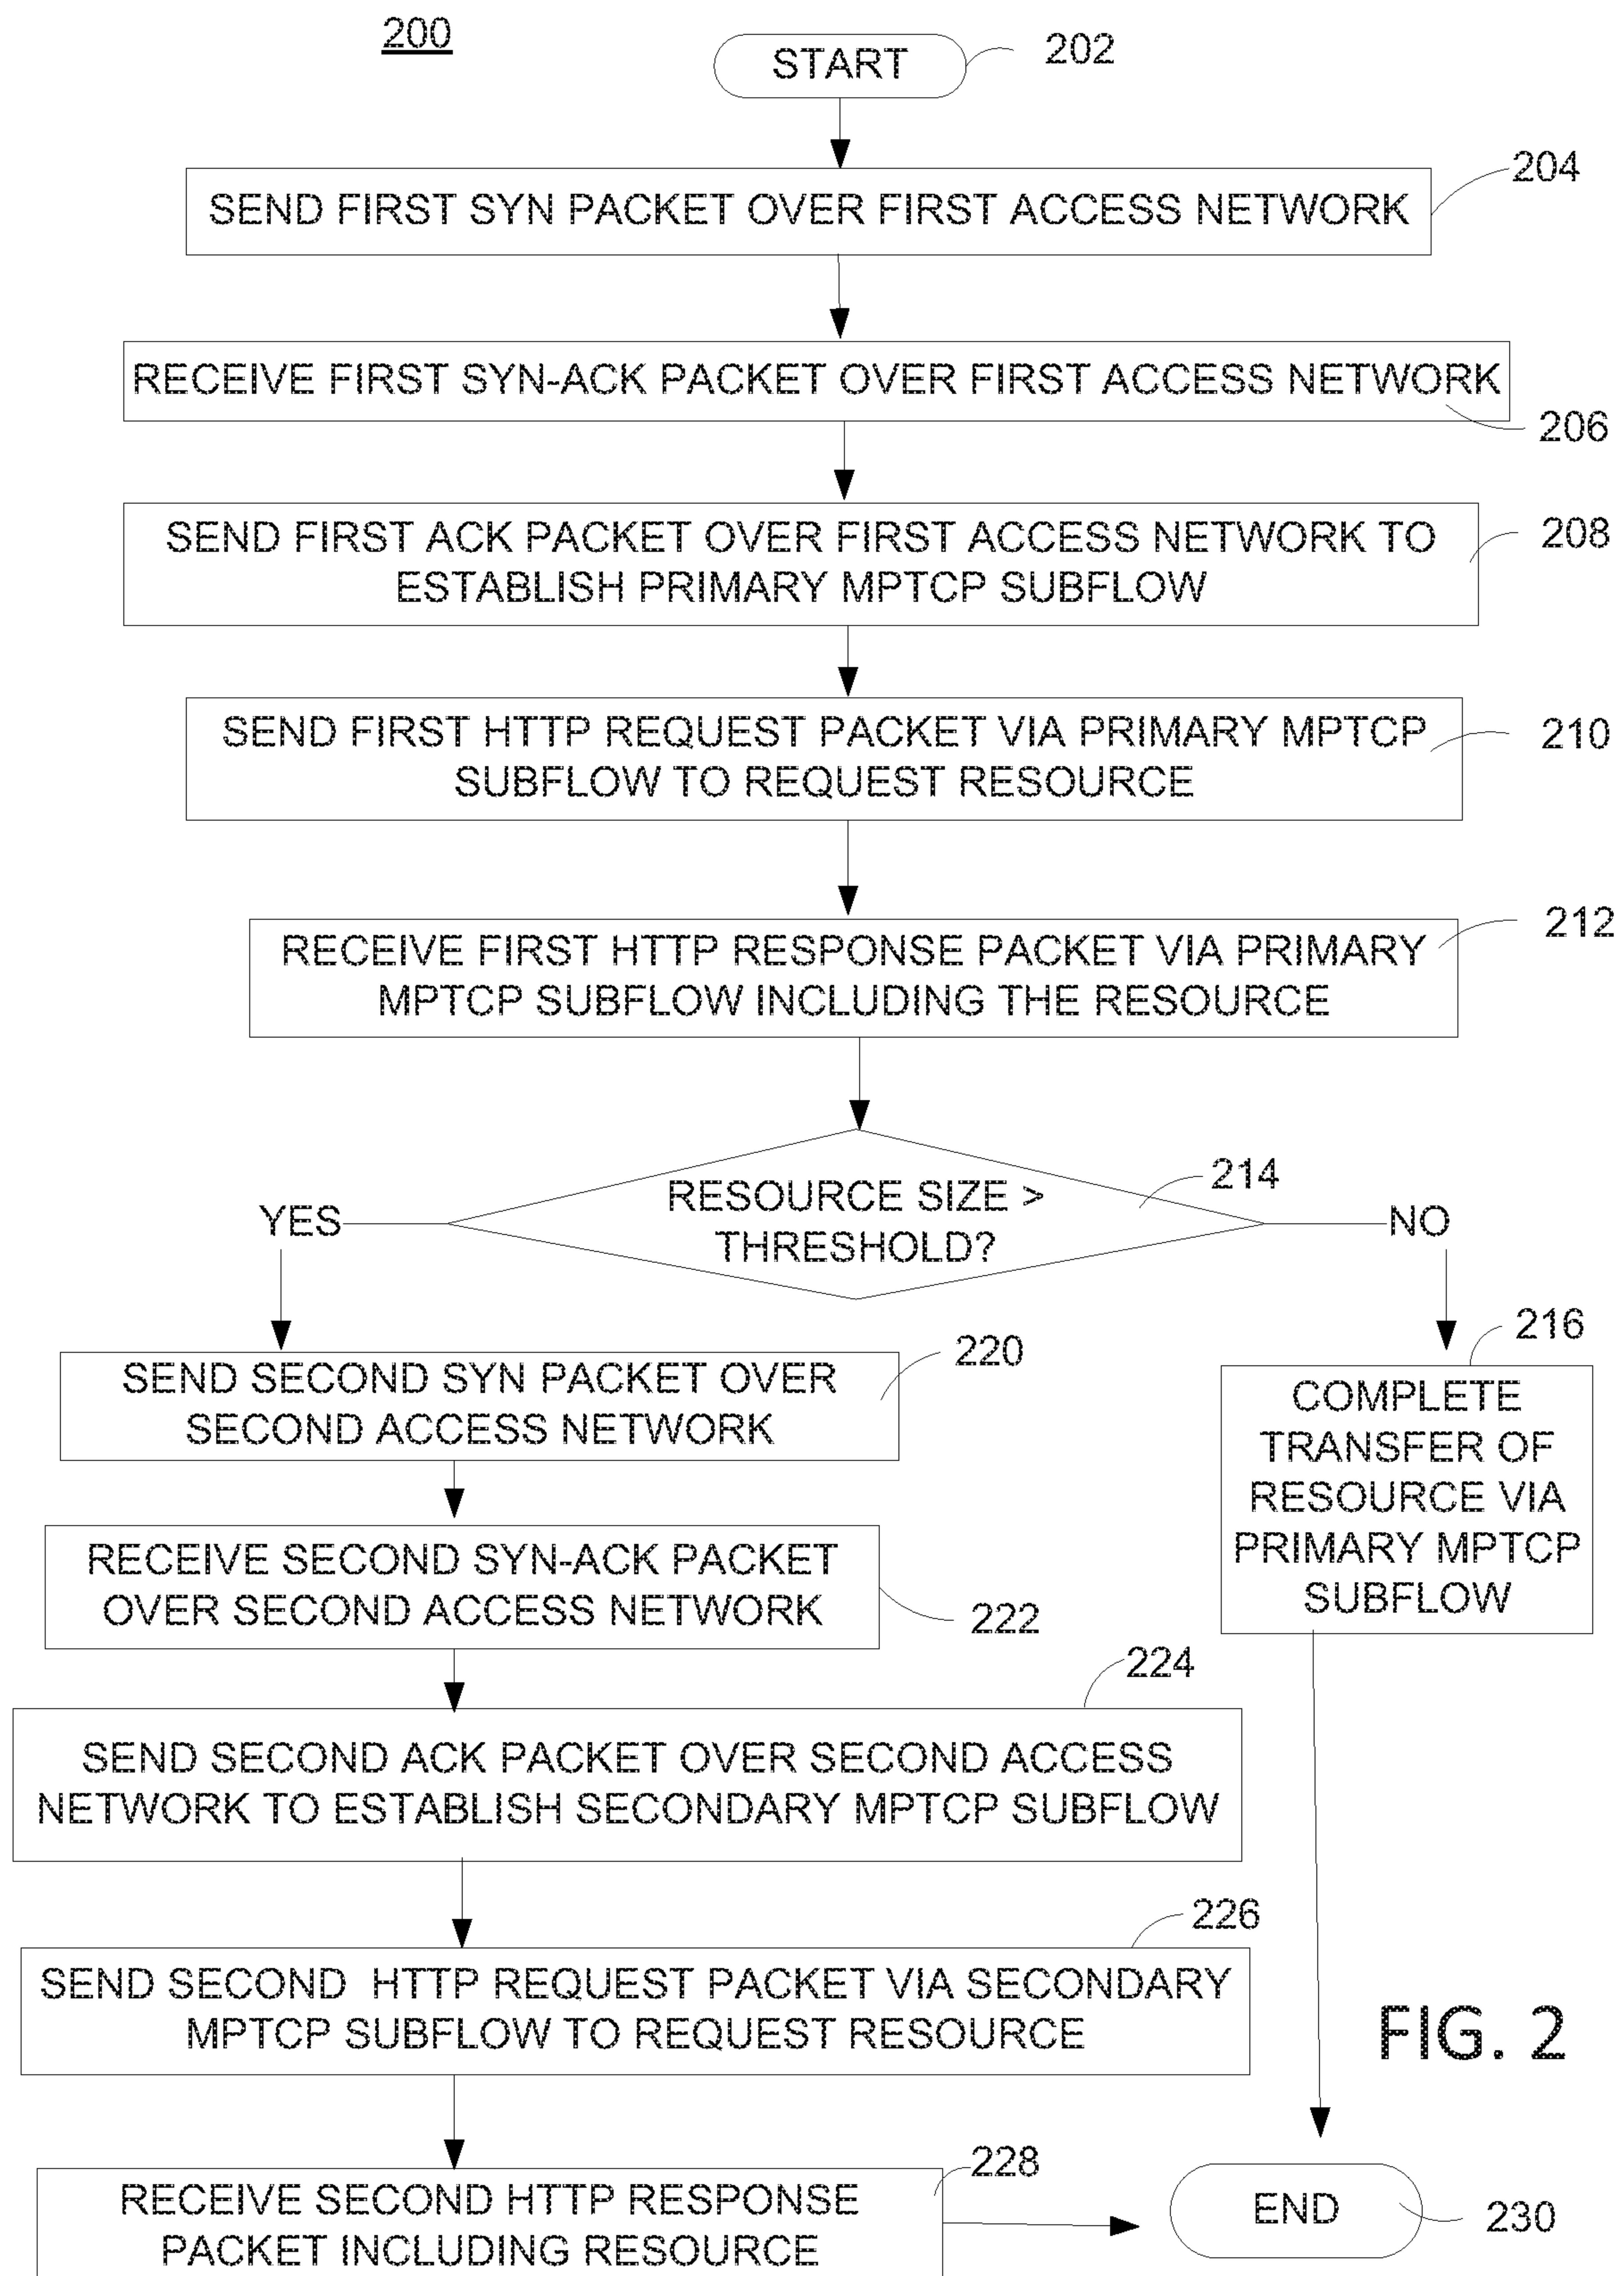 200
START
202
SEND FIRST SYN PACKET OVER FIRST ACCESS NETWORK
204
RECEIVE FIRST SYN-ACK PACKET OVER FIRST ACCESS NETWORK
206
SEND FIRST ACK PACKET OVER FIRST ACCESS NETWORK TO
ESTABLISH PRIMARY MPTCP SUBFLOW
208
SEND FIRST HTTP REQUEST PACKET VIA PRIMARY MPTCP
SUBFLOW TO REQUEST RESOURCE
210
RECEIVE FIRST HTTP RESPONSE PACKET VIA PRIMARY
MPTCP SUBFLOW INCLUDING THE RESOURCE
212
RESOURCE SIZE >
THRESHOLD?
214
YES
NO
SEND SECOND SYN PACKET OVER
SECOND ACCESS NETWORK
220
COMPLETE
TRANSFER OF
RESOURCE VIA
PRIMARY MPTCP
SUBFLOW
216
RECEIVE SECOND SYN-ACK PACKET
OVER SECOND ACCESS NETWORK
222
SEND SECOND ACK PACKET OVER SECOND ACCESS
NETWORK TO ESTABLISH SECONDARY MPTCP SUBFLOW
224
SEND SECOND  HTTP REQUEST PACKET VIA SECONDARY
MPTCP SUBFLOW TO REQUEST RESOURCE
226
FIG. 2
RECEIVE SECOND HTTP RESPONSE
PACKET INCLUDING RESOURCE
228
END
230